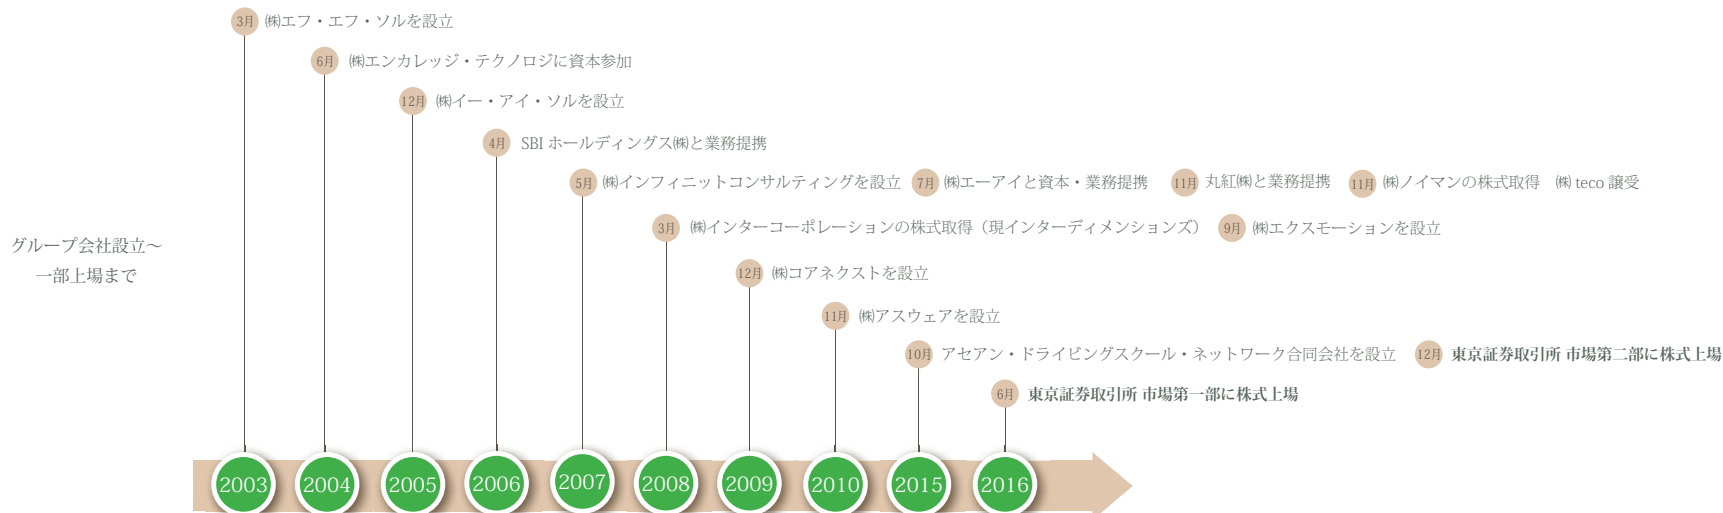 3月 ㈱エフ・エフ・ソルを設立
6月 ㈱エンカレッジ・テクノロジに資本参加
12月 ㈱イー・アイ・ソルを設立
4月 SBIホールディングス㈱と業務提携
5月 ㈱インフィニットコンサルティングを設立 7月 ㈱エーアイと資本・業務提携 11月 丸紅㈱と業務提携 11月 ㈱ノイマンの株式取得 ㈱teco譲受
3月 ㈱インターコーポレーションの株式取得（現インターディメンションズ） 9月 ㈱エクスモーションを設立
グループ会社設立～
一部上場まで
12月 ㈱コアネクストを設立
11月 ㈱アスウェアを設立
10月 アセアン・ドライビングスクール・ネットワーク合同会社を設立 12月 東京証券取引所 市場第二部に株式上場
6月 東京証券取引所 市場第一部に株式上場
2003 2004 2005 2006 2007 2008 2009 2010 2015 2016